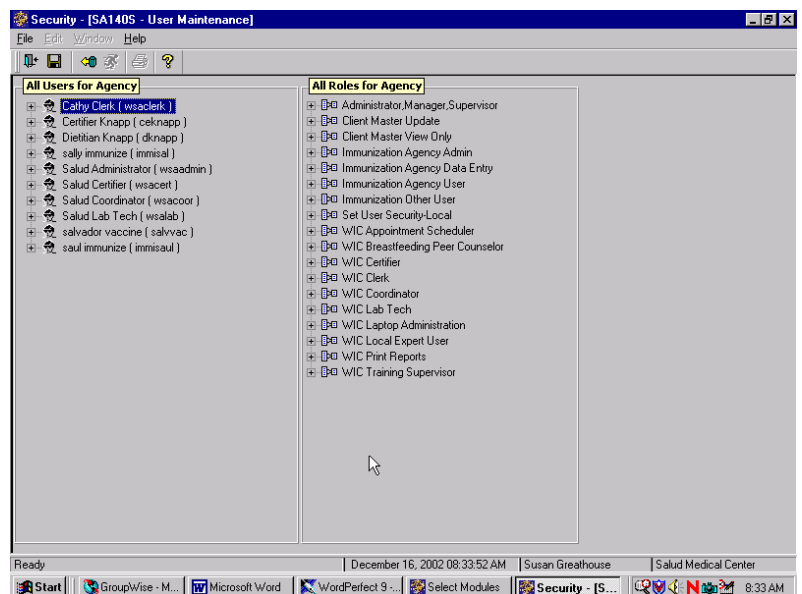 Security - [SA140S - User Maintenance]
File Edit Window Help
All Users for Agency
Cathy Clerk ( wsaclerk )
Certifier Knapp ( ceknapp )
Dietitian Knapp ( dknapp )
sally immunize ( immisal )
Salud Administrator ( wsaadmin )
Salud Certifier ( wsacert )
Salud Coordinator ( wsacoor )
Salud Lab Tech ( wsalab )
salvador vaccine ( salvvac )
saul immunize ( immisaul )
All Roles for Agency
Administrator,Manager,Supervisor
Client Master Update
Client Master View Only
Immunization Agency Admin
Immunization Agency Data Entry
Immunization Agency User
Immunization Other User
Set User Security-Local
WIC Appointment Scheduler
WIC Breastfeeding Peer Counselor
WIC Certifier
WIC Clerk
WIC Coordinator
WIC Lab Tech
WIC Laptop Administration
WIC Local Expert User
WIC Print Reports
WIC Training Supervisor
Ready December 16, 2002 08:33:52 AM Susan Greathouse Salud Medical Center
Start GroupWise - M... Microsoft Word WordPerfect 9 -... Select Modules Security - [S... 8:33 AM